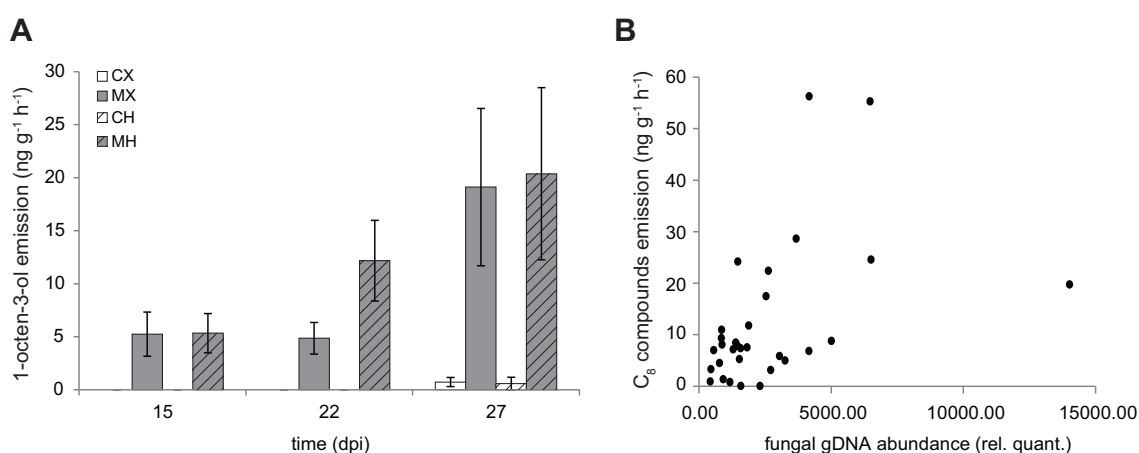 A
1-octen-3-ol emission (ng g⁻¹ h⁻¹)
30
25
20
15
10
5
0
CX
MX
CH
MH
15 22 27
time (dpi)
B
C₈ compounds emission (ng g⁻¹ h⁻¹)
60
50
40
30
20
10
0
0.00 5000.00 10000.00 15000.00
fungal gDNA abundance (rel. quant.)